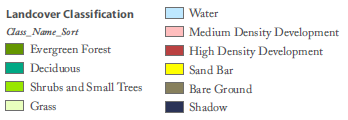 Landcover Classification
Class_Name_Sort
Evergreen Forest
Deciduous
Shrubs and Small Trees
Grass
Water
Medium Density Development
High Density Development
Sand Bar
Bare Ground
Shadow